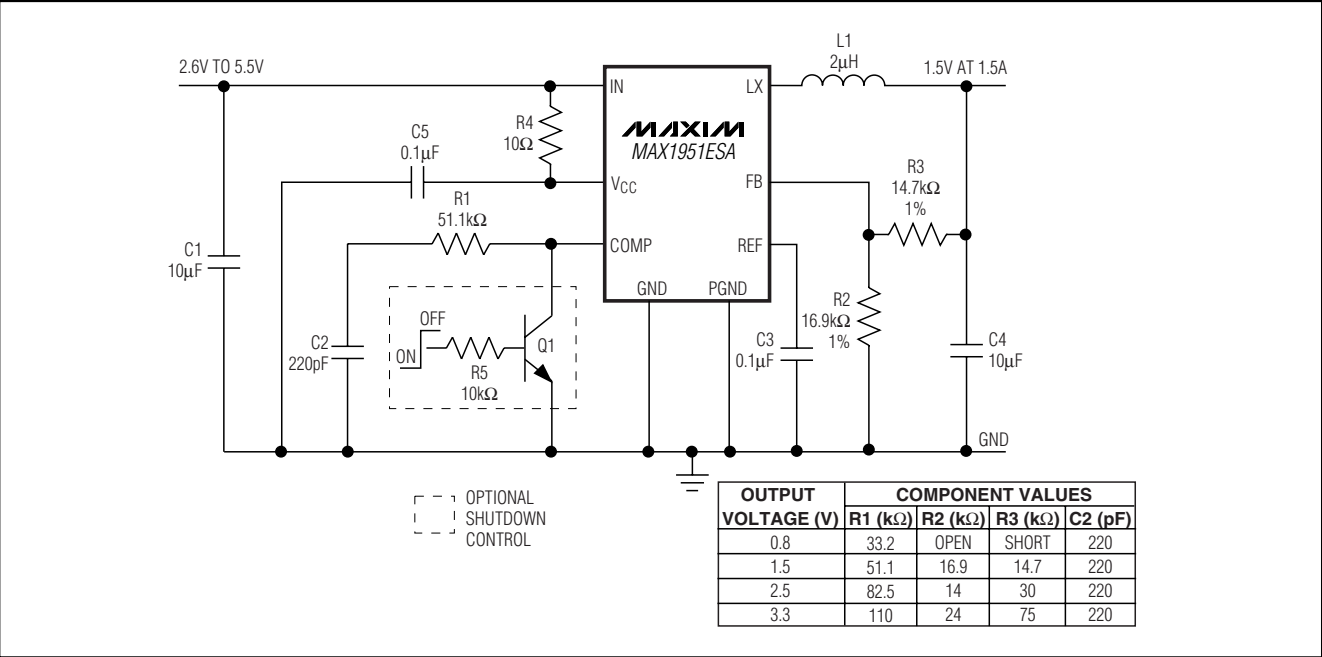 2.6V TO 5.5V
C1
10µF
C5
0.1µF
R4
10Ω
R1
51.1kΩ
C2
220pF
OFF
ON
R5
10kΩ
Q1
IN
LX
MAXIM
MAX1951ESA
VCC
FB
COMP
REF
GND
PGND
L1
2µH
1.5V AT 1.5A
R3
14.7kΩ
1%
R2
16.9kΩ
1%
C3
0.1µF
C4
10µF
GND
OPTIONAL
SHUTDOWN
CONTROL
OUTPUT COMPONENT VALUES
VOLTAGE (V) R1 (kΩ) R2 (kΩ) R3 (kΩ) C2 (pF)
0.8 33.2 OPEN SHORT 220
1.5 51.1 16.9 14.7 220
2.5 82.5 14 30 220
3.3 110 24 75 220